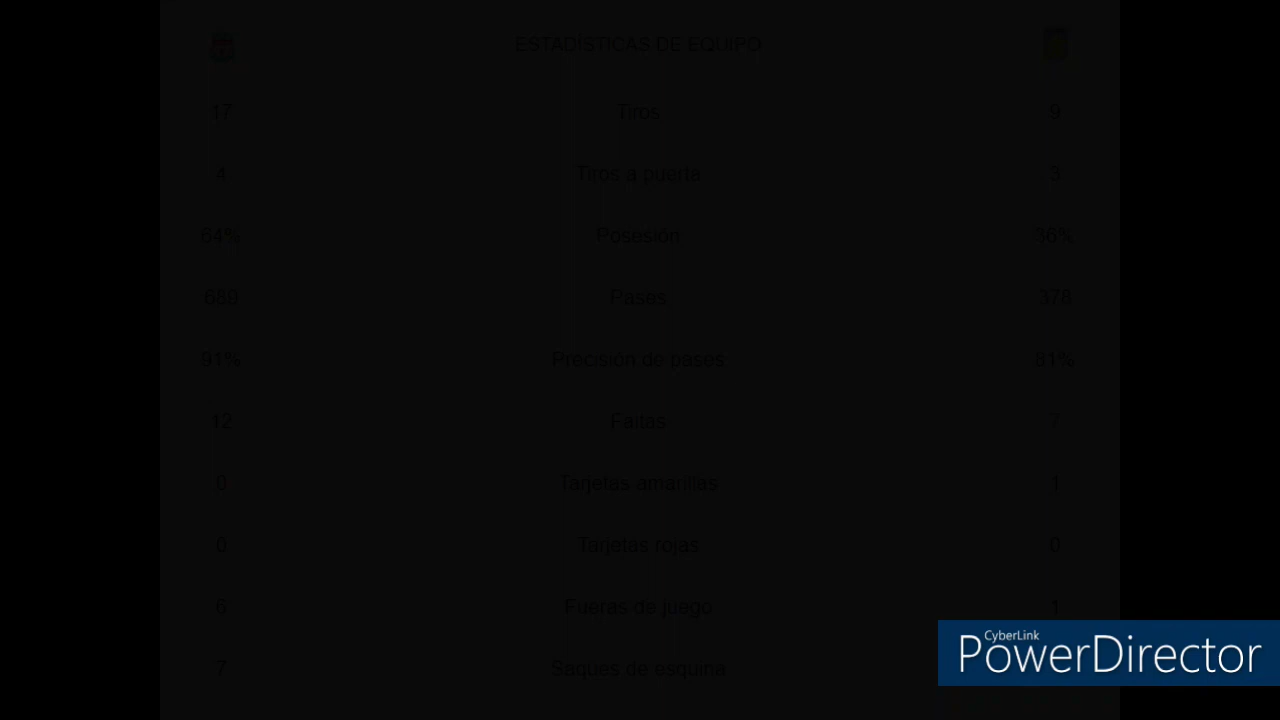 ESTADÍSTICAS DE EQUIPO
17 Tiros 9
4 Tiros a puerta 3
64% Posesión 36%
689 Pases 378
91% Precisión de pases 81%
12 Faltas 7
0 Tarjetas amarillas 1
0 Tarjetas rojas 0
6 Fueras de juego 1
7 Saques de esquina
CyberLink
PowerDirector